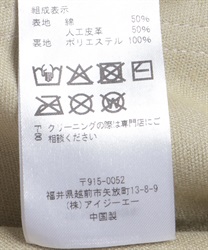 組成表示
表地 綿 50%
人工皮革 50%
裏地 ポリエステル 100%
クリーニングの際は専門店にご
相談ください
〒915-0052
福井県越前市矢放町13-8-9
(株)アイジーエー
中国製